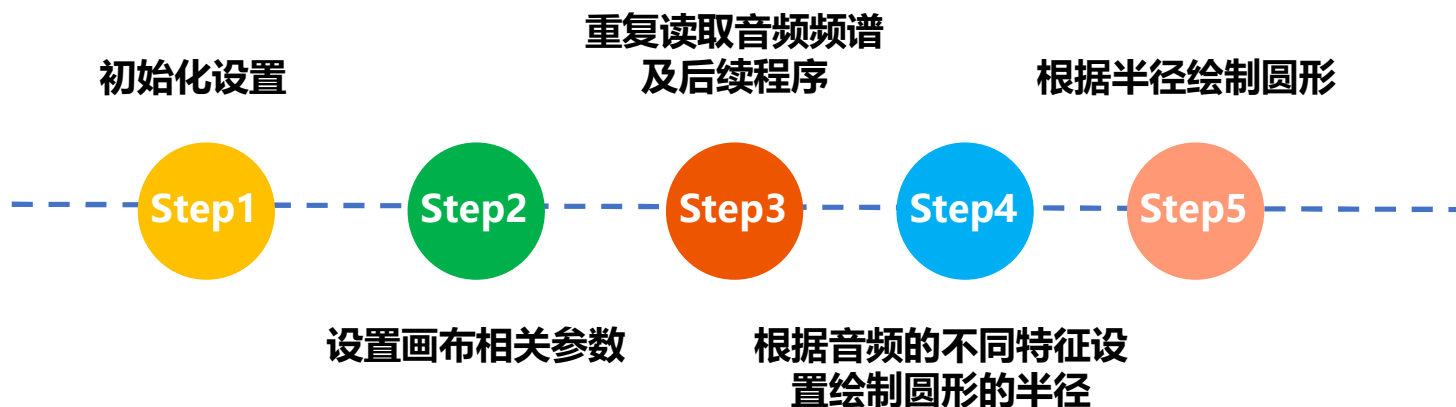 初始化设置
Step1
Step2
设置画布相关参数
重复读取音频频谱
及后续程序
Step3
Step4
根据音频的不同特征设
置绘制圆形的半径
根据半径绘制圆形
Step5